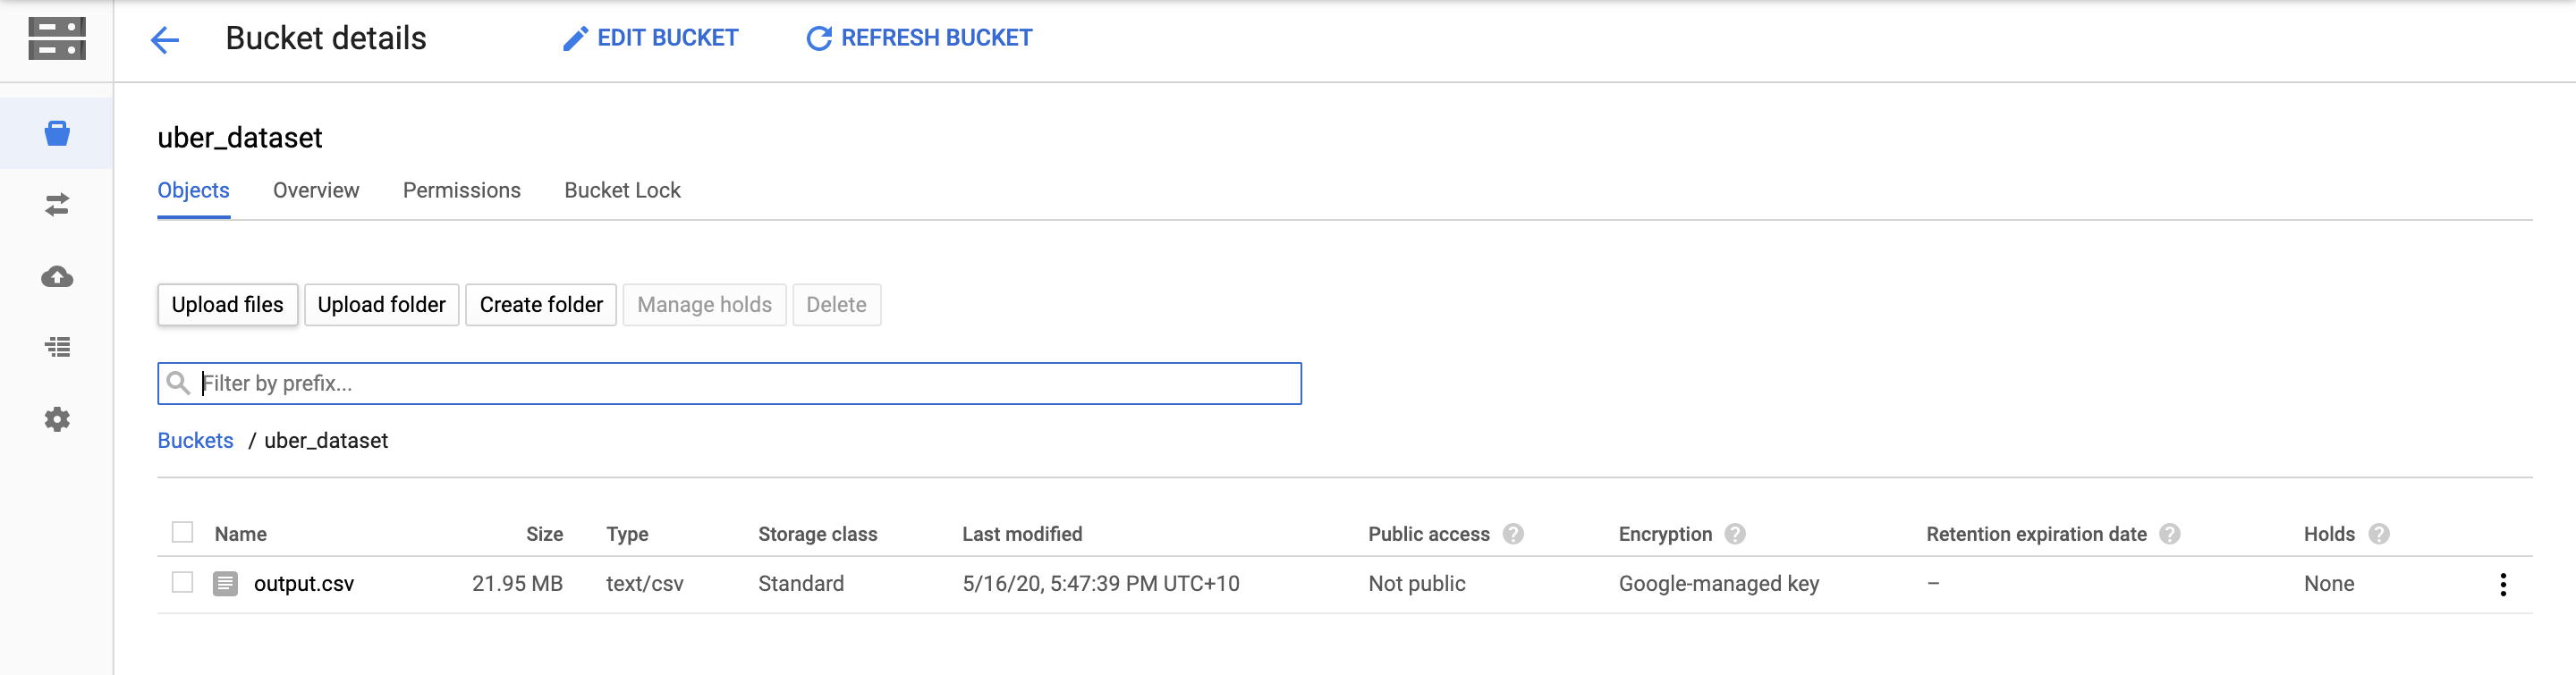 Bucket details EDIT BUCKET REFRESH BUCKET
uber_dataset
Objects Overview Permissions Bucket Lock
Upload files Upload folder Create folder Manage holds Delete
Filter by prefix...
Buckets / uber_dataset
Name Size Type Storage class Last modified Public access ? Encryption ? Retention expiration date ? Holds ?
output.csv 21.95 MB text/csv Standard 5/16/20, 5:47:39 PM UTC+10 Not public Google-managed key – None